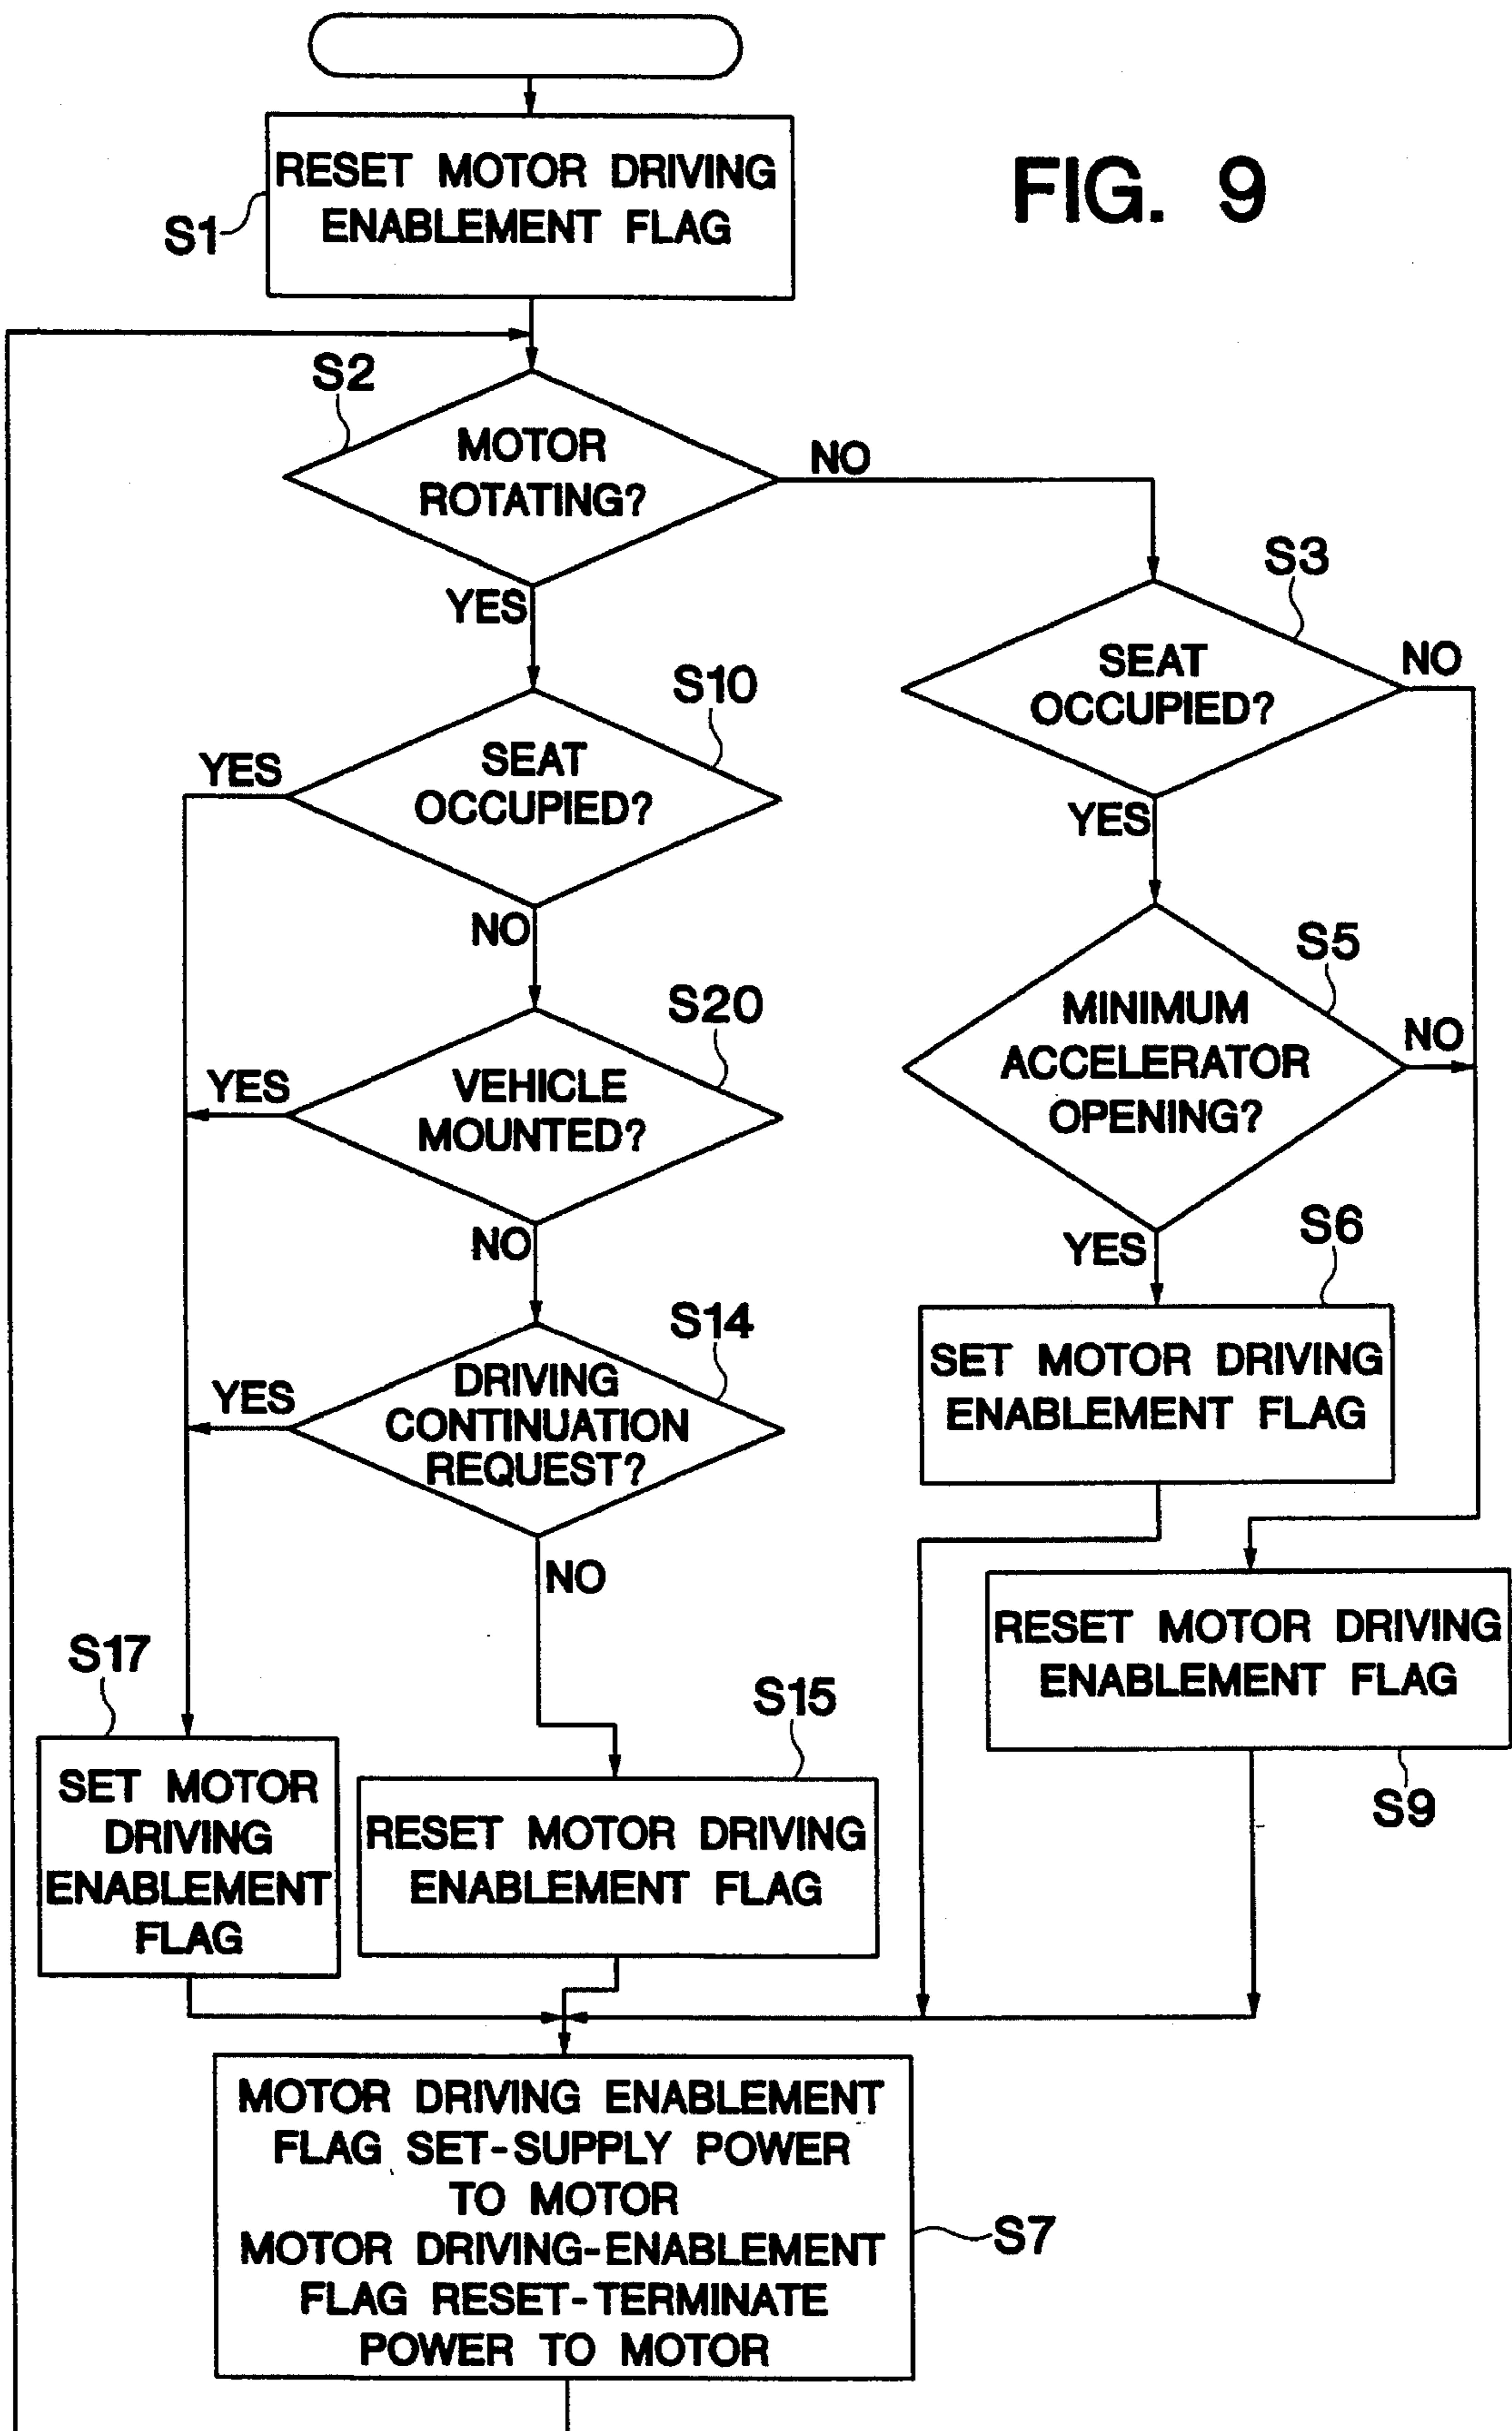 FIG. 9
RESET MOTOR DRIVING
ENABLEMENT FLAG
S1
S2
MOTOR
ROTATING?
NO
YES
S3
SEAT
OCCUPIED?
NO
YES
S10
SEAT
OCCUPIED?
YES
NO
S5
MINIMUM
ACCELERATOR
OPENING?
NO
YES
S20
VEHICLE
MOUNTED?
YES
NO
S6
SET MOTOR DRIVING
ENABLEMENT FLAG
S14
DRIVING
CONTINUATION
REQUEST?
YES
NO
RESET MOTOR DRIVING
ENABLEMENT FLAG
S9
S17
SET MOTOR
DRIVING
ENABLEMENT
FLAG
S15
RESET MOTOR DRIVING
ENABLEMENT FLAG
MOTOR DRIVING ENABLEMENT
FLAG SET-SUPPLY POWER
TO MOTOR
MOTOR DRIVING-ENABLEMENT
FLAG RESET-TERMINATE
POWER TO MOTOR
S7